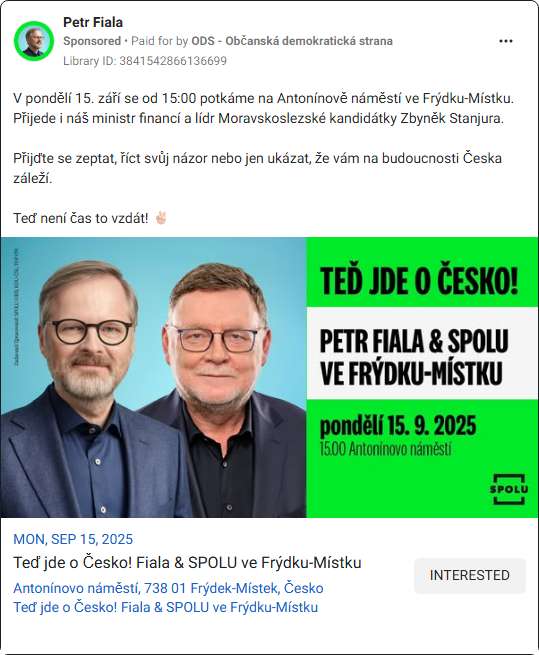 Petr Fiala
Sponsored • Paid for by ODS - Občanská demokratická strana
Library ID: 3841542866136699
V pondělí 15. září se od 15:00 potkáme na Antonínově náměstí ve Frýdku-Místku.
Přijede i náš ministr financí a lídr Moravskoslezské kandidátky Zbyněk Stanjura.
Přijďte se zeptat, říct svůj názor nebo jen ukázat, že vám na budoucnosti Česka
záleží.
Teď není čas to vzdát! ✌🏻
TEĎ JDE O ČESKO!
PETR FIALA & SPOLU
VE FRÝDKU-MÍSTKU
pondělí 15. 9. 2025
15.00 Antonínovo náměstí
SPOLU
MON, SEP 15, 2025
Teď jde o Česko! Fiala & SPOLU ve Frýdku-Místku
Antonínovo náměstí, 738 01 Frýdek-Místek, Česko
Teď jde o Česko! Fiala & SPOLU ve Frýdku-Místku
INTERESTED